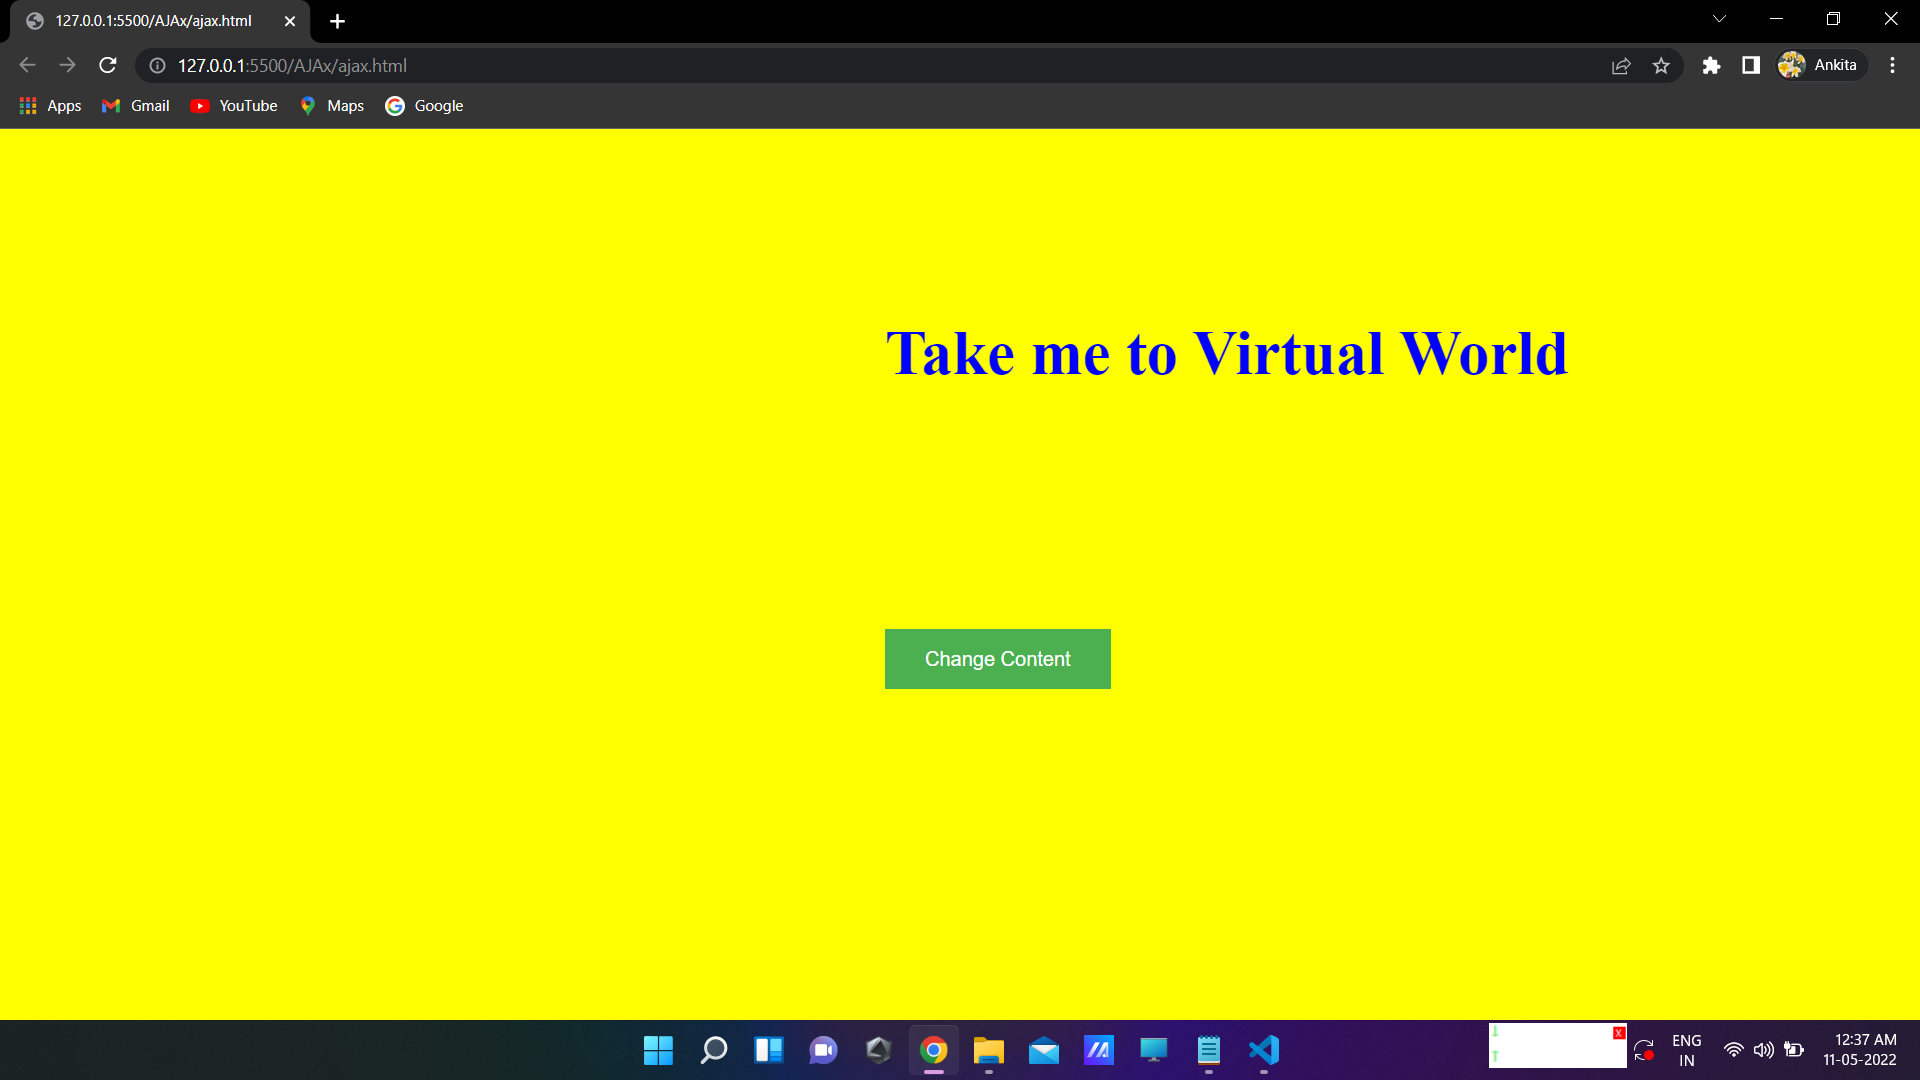 127.0.0.1:5500/AJAx/ajax.html
127.0.0.1:5500/AJAx/ajax.html
Ankita
Apps Gmail YouTube Maps Google
Take me to Virtual World
Change Content
X
ENG
IN
12:37 AM
11-05-2022